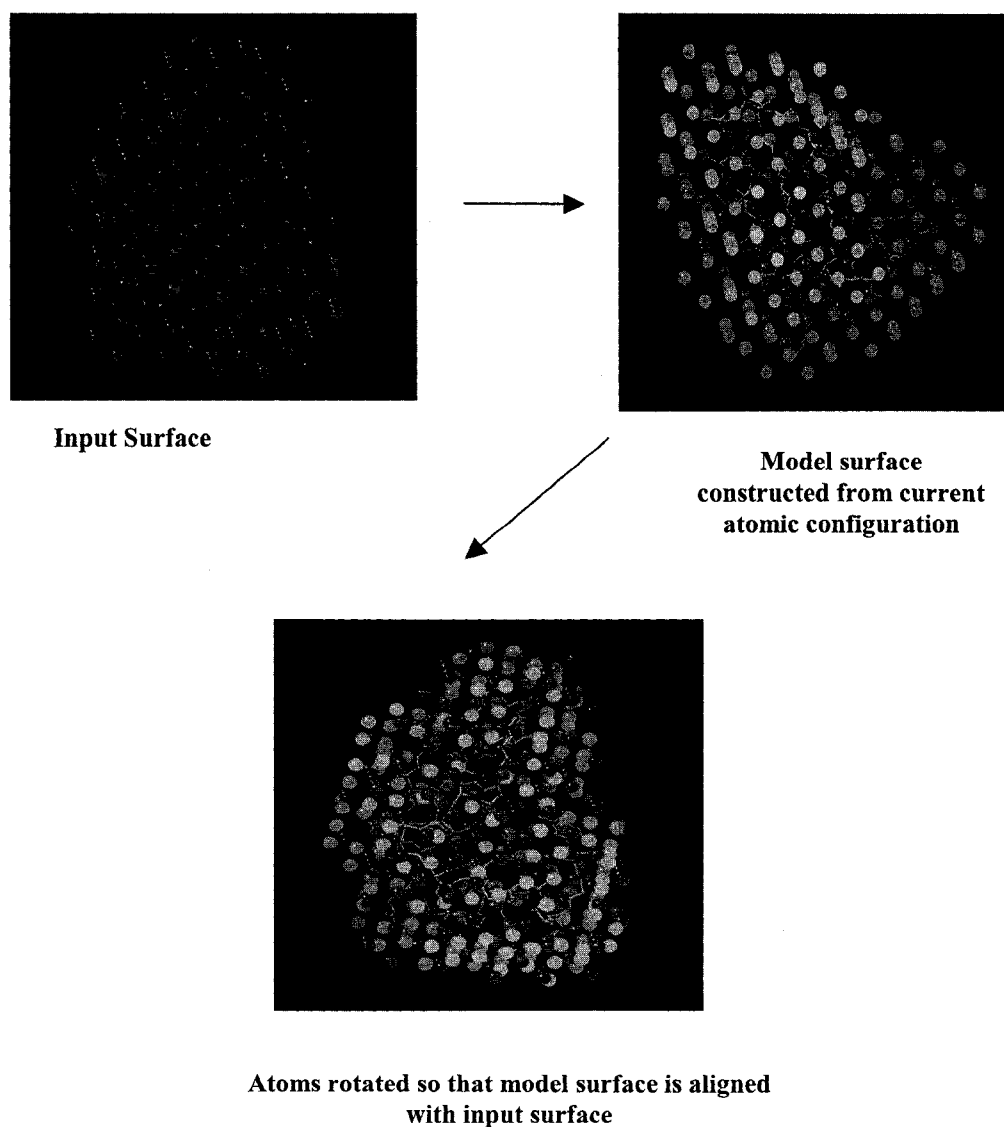 Input Surface
Model surface
constructed from current
atomic configuration
Atoms rotated so that model surface is aligned
with input surface